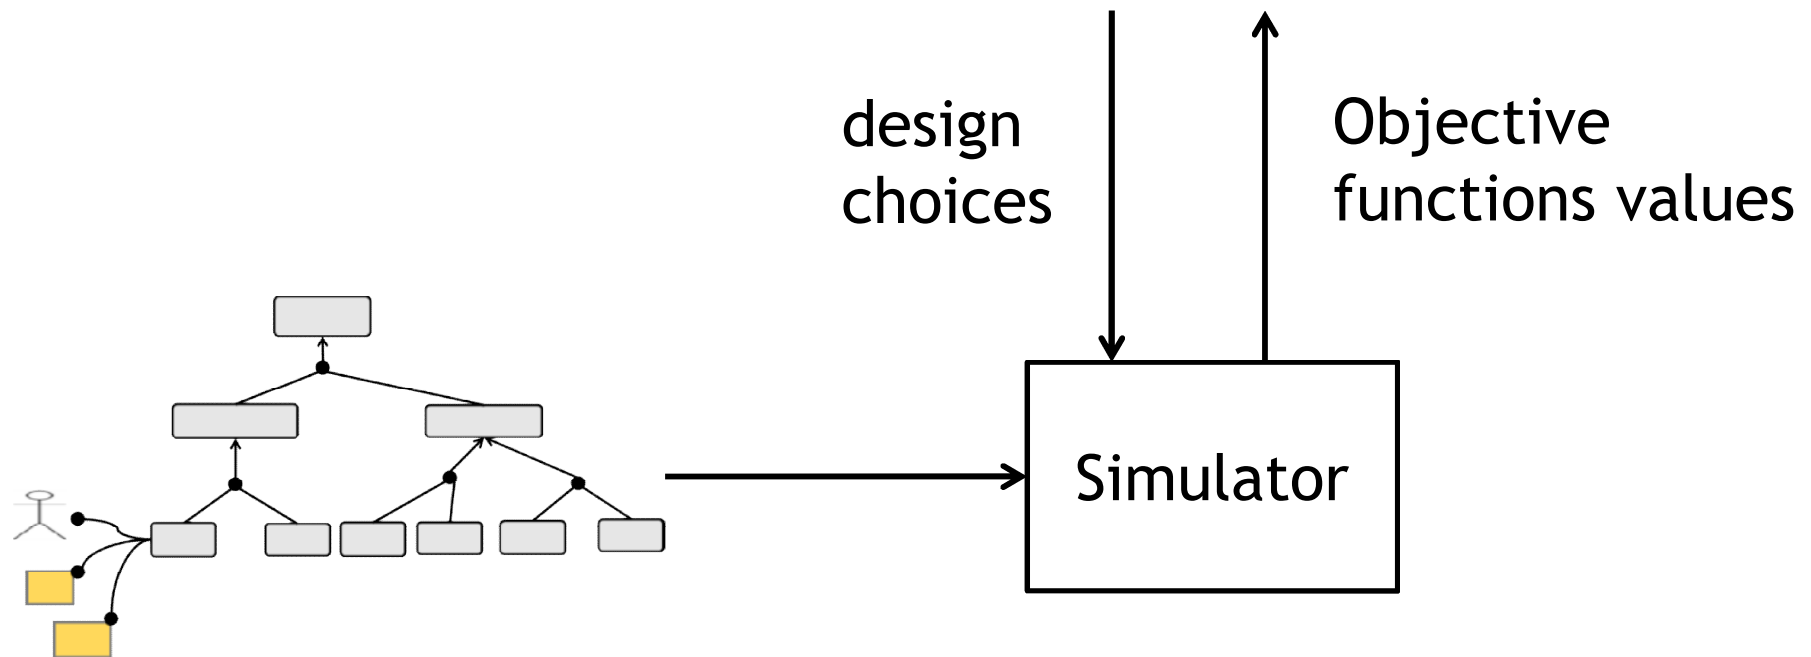 design
choices
Objective
functions values
Simulator